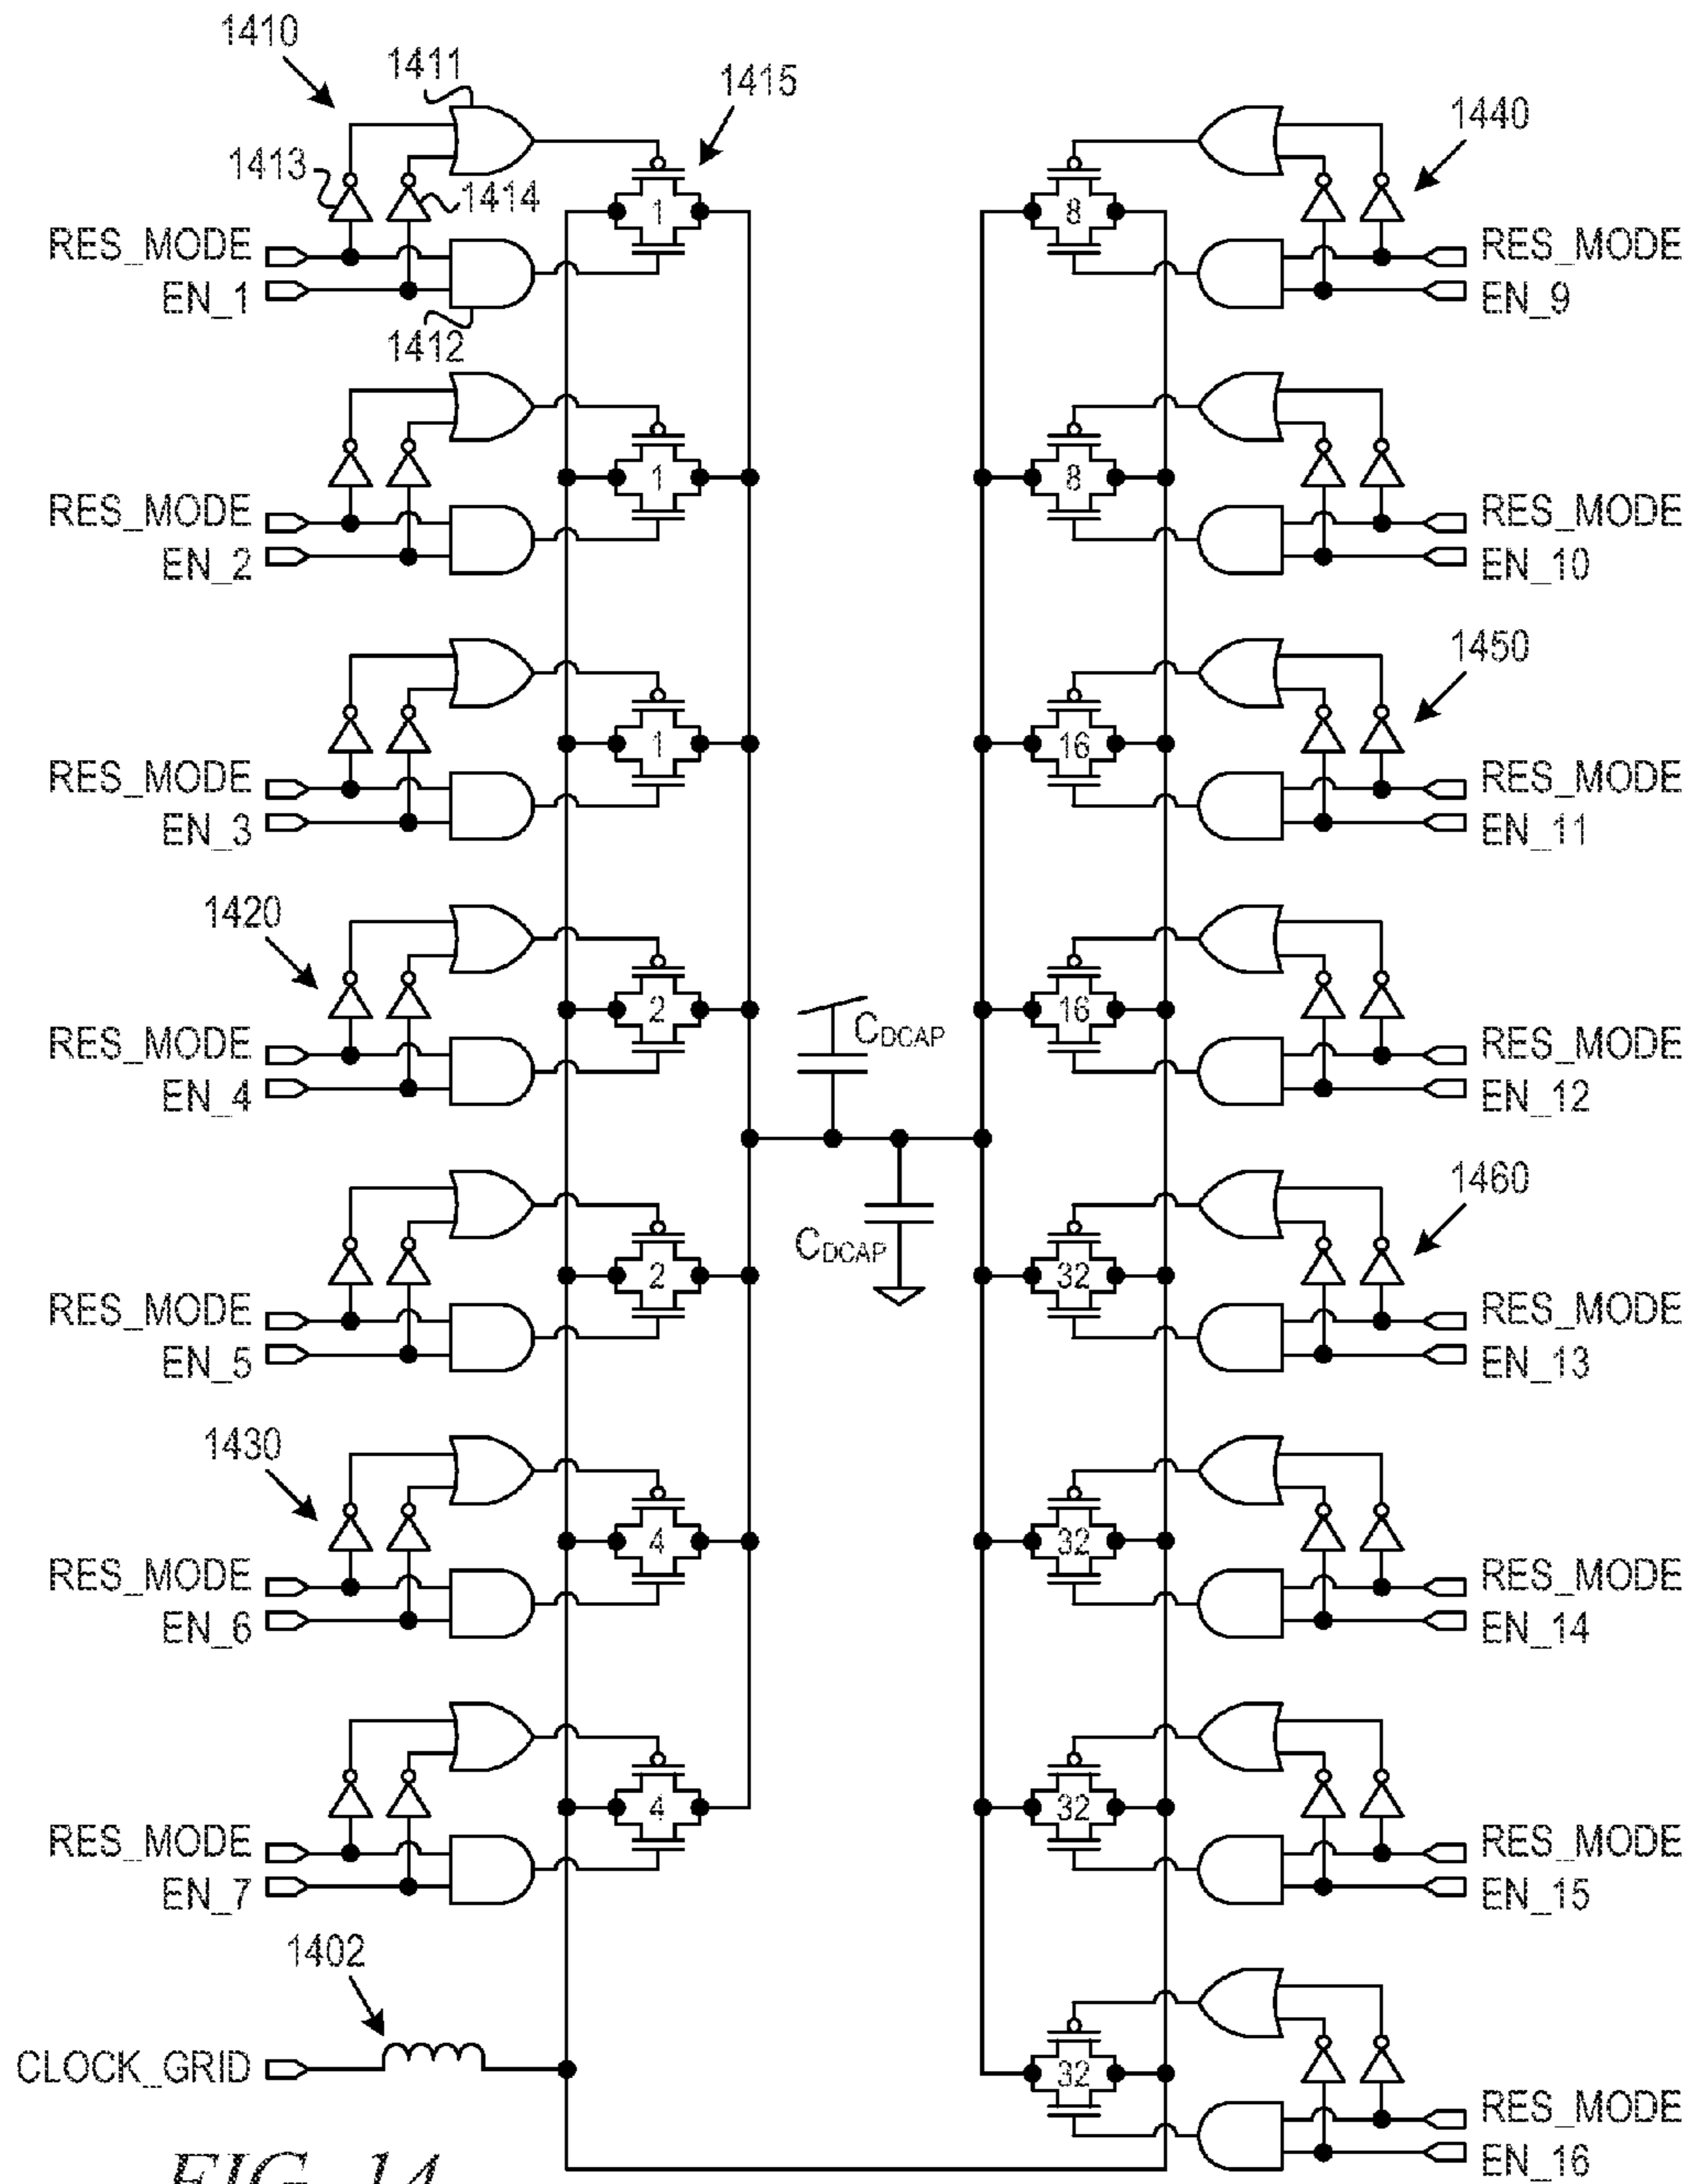 1410
1411
1415
1413
1414
RES_MODE
EN_1
1
1412
RES_MODE
EN_2
1
RES_MODE
EN_3
1
1420
RES_MODE
EN_4
2
RES_MODE
EN_5
2
1430
RES_MODE
EN_6
4
RES_MODE
EN_7
4
1402
CLOCK_GRID
C_DCAP
C_DCAP
1440
8
RES_MODE
EN_9
8
RES_MODE
EN_10
1450
16
RES_MODE
EN_11
16
RES_MODE
EN_12
1460
32
RES_MODE
EN_13
32
RES_MODE
EN_14
32
RES_MODE
EN_15
32
RES_MODE
EN_16
FIG. 14